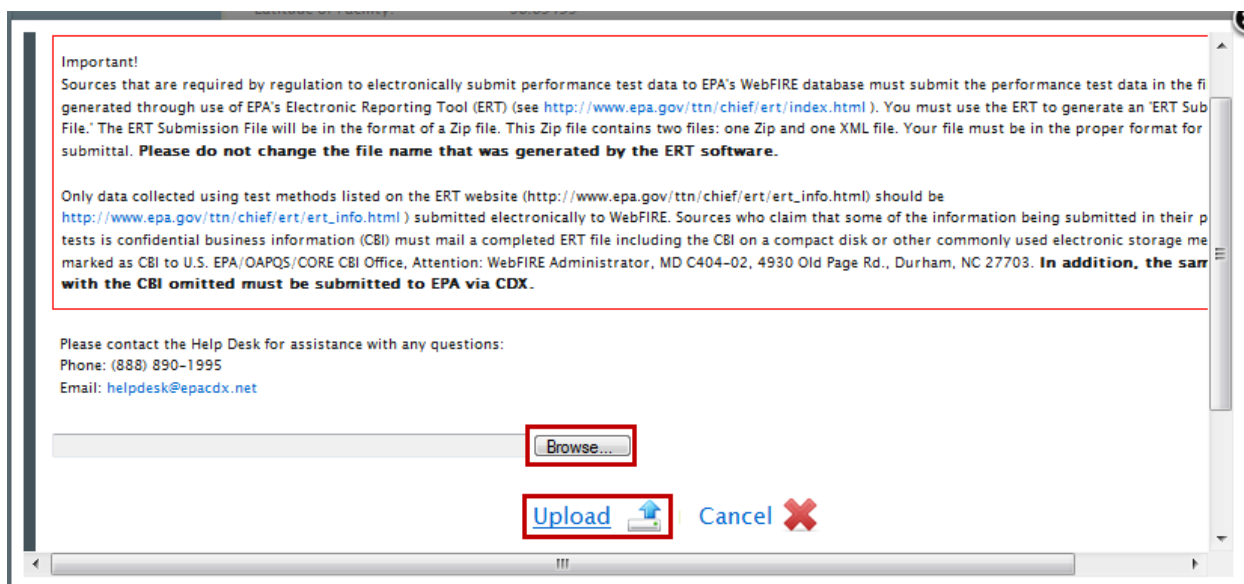 Important!
Sources that are required by regulation to electronically submit performance test data to EPA's WebFIRE database must submit the performance test data in the fi
generated through use of EPA's Electronic Reporting Tool (ERT) (see http://www.epa.gov/ttn/chief/ert/index.html ). You must use the ERT to generate an 'ERT Sub
File.' The ERT Submission File will be in the format of a Zip file. This Zip file contains two files: one Zip and one XML file. Your file must be in the proper format for
submittal. Please do not change the file name that was generated by the ERT software.
Only data collected using test methods listed on the ERT website (http://www.epa.gov/ttn/chief/ert/ert_info.html) should be
http://www.epa.gov/ttn/chief/ert/ert_info.html ) submitted electronically to WebFIRE. Sources who claim that some of the information being submitted in their p
tests is confidential business information (CBI) must mail a completed ERT file including the CBI on a compact disk or other commonly used electronic storage me
marked as CBI to U.S. EPA/OAPQS/CORE CBI Office, Attention: WebFIRE Administrator, MD C404-02, 4930 Old Page Rd., Durham, NC 27703. In addition, the sam
with the CBI omitted must be submitted to EPA via CDX.
Please contact the Help Desk for assistance with any questions:
Phone: (888) 890-1995
Email: helpdesk@epacdx.net
Browse...
Upload Cancel